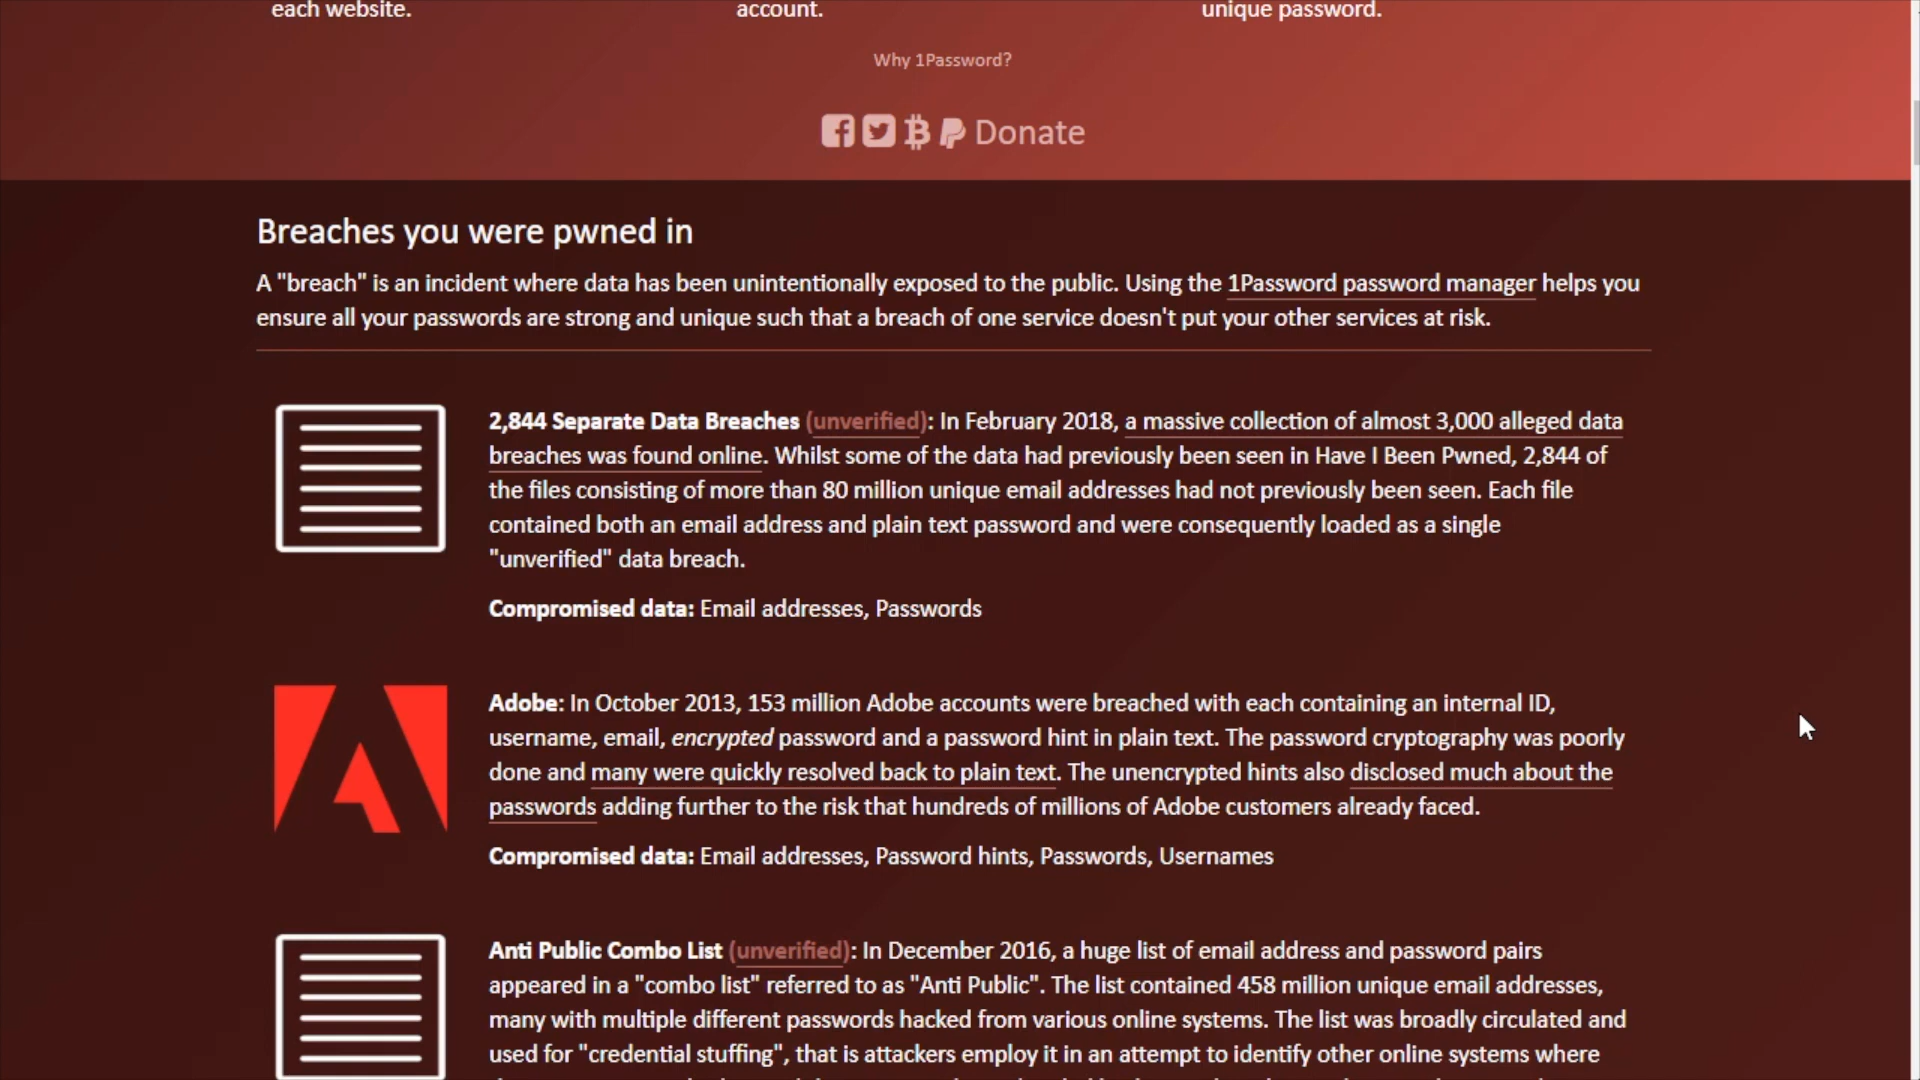 each website.
account.
unique password.
Why 1Password?
Donate
Breaches you were pwned in
A "breach" is an incident where data has been unintentionally exposed to the public. Using the 1Password password manager helps you
ensure all your passwords are strong and unique such that a breach of one service doesn't put your other services at risk.
2,844 Separate Data Breaches (unverified): In February 2018, a massive collection of almost 3,000 alleged data
breaches was found online. Whilst some of the data had previously been seen in Have I Been Pwned, 2,844 of
the files consisting of more than 80 million unique email addresses had not previously been seen. Each file
contained both an email address and plain text password and were consequently loaded as a single
"unverified" data breach.
Compromised data: Email addresses, Passwords
Adobe: In October 2013, 153 million Adobe accounts were breached with each containing an internal ID,
username, email, encrypted password and a password hint in plain text. The password cryptography was poorly
done and many were quickly resolved back to plain text. The unencrypted hints also disclosed much about the
passwords adding further to the risk that hundreds of millions of Adobe customers already faced.
Compromised data: Email addresses, Password hints, Passwords, Usernames
Anti Public Combo List (unverified): In December 2016, a huge list of email address and password pairs
appeared in a "combo list" referred to as "Anti Public". The list contained 458 million unique email addresses,
many with multiple different passwords hacked from various online systems. The list was broadly circulated and
used for "credential stuffing", that is attackers employ it in an attempt to identify other online systems where